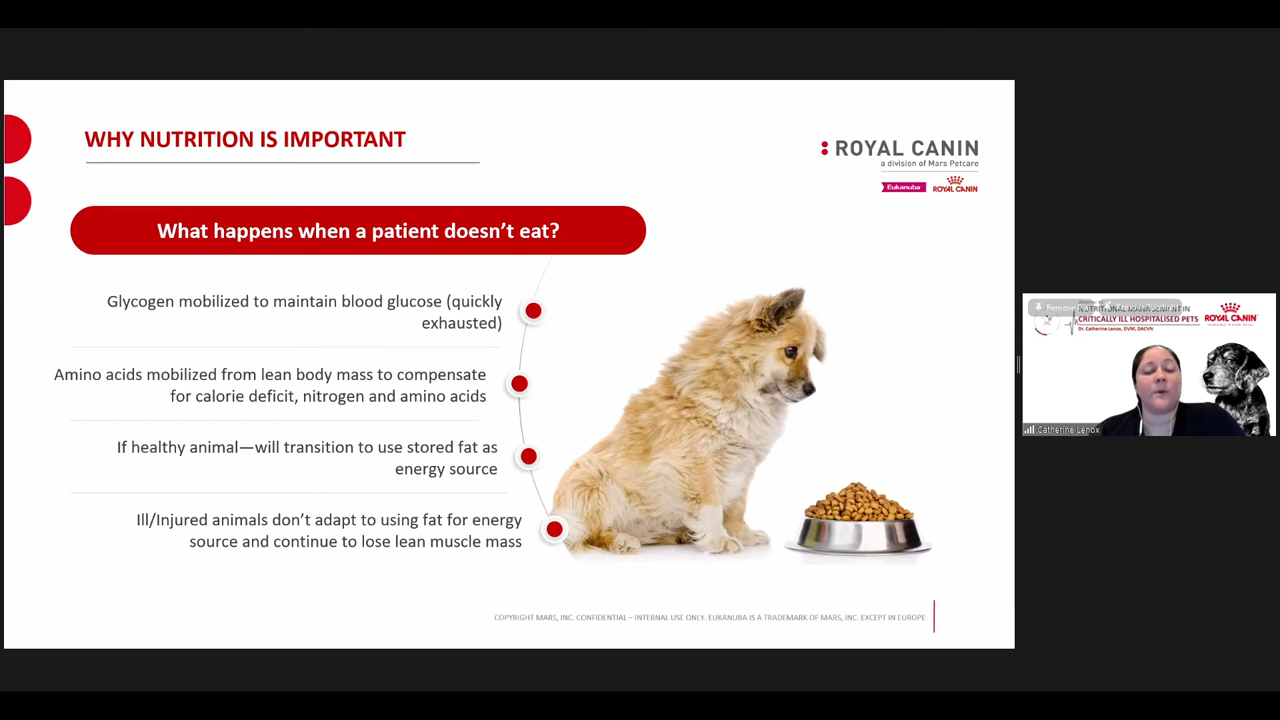 WHY NUTRITION IS IMPORTANT
ROYAL CANIN
a division of Mars Petcare
Eukanuba
ROYAL CANIN
What happens when a patient doesn't eat?
Glycogen mobilized to maintain blood glucose (quickly
exhausted)
Amino acids mobilized from lean body mass to compensate
for calorie deficit, nitrogen and amino acids
If healthy animal—will transition to use stored fat as
energy source
Ill/Injured animals don't adapt to using fat for energy
source and continue to lose lean muscle mass
COPYRIGHT MARS, INC. CONFIDENTIAL – INTERNAL USE ONLY. EUKANUBA IS A TRADEMARK OF MARS, INC. EXCEPT IN EUROPE
NUTRITIONAL MANAGEMENT IN
CRITICALLY ILL HOSPITALISED PETS
Dr. Catherine Lenox, DVM, DACVN
ROYAL CANIN
Catherine Lenox